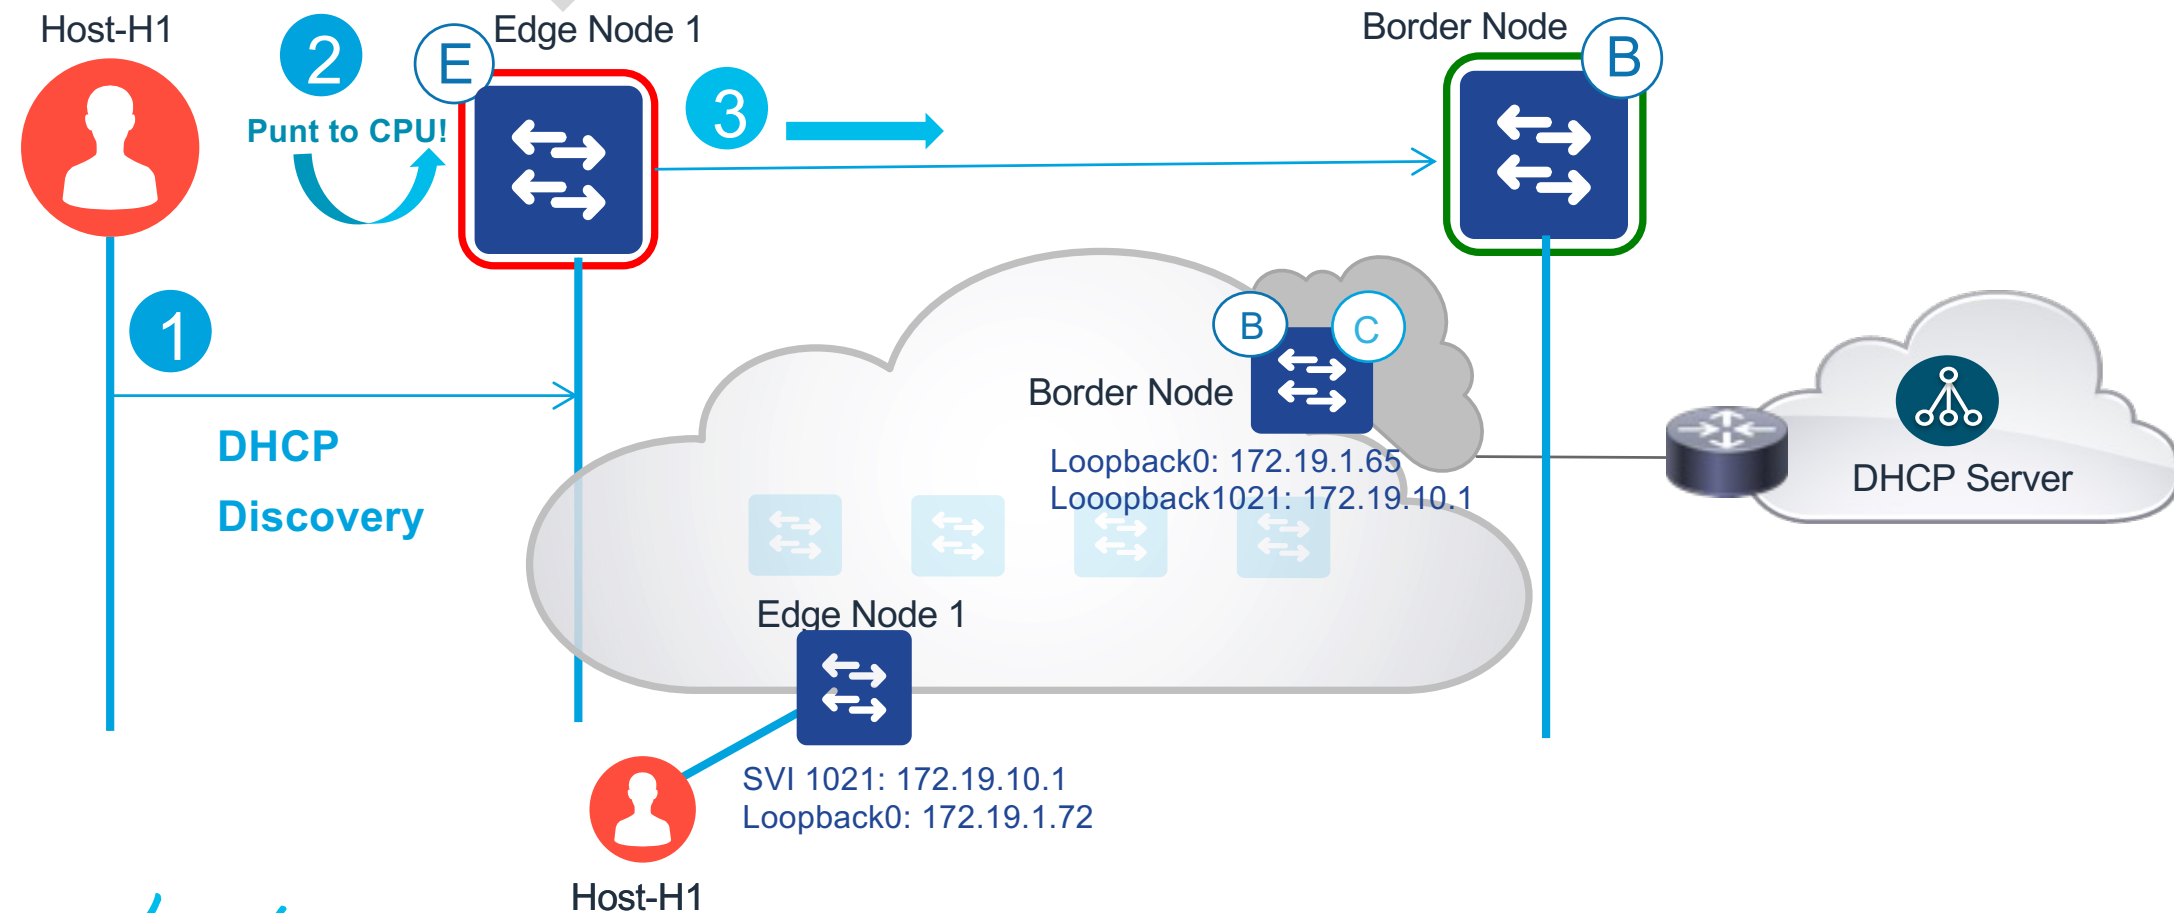 Host-H1
2
Punt to CPU!
E
Edge Node 1
3
Border Node
B
1
DHCP
Discovery
B
C
Border Node
Loopback0: 172.19.1.65
Looopback1021: 172.19.10.1
DHCP Server
Edge Node 1
SVI 1021: 172.19.10.1
Loopback0: 172.19.1.72
Host-H1